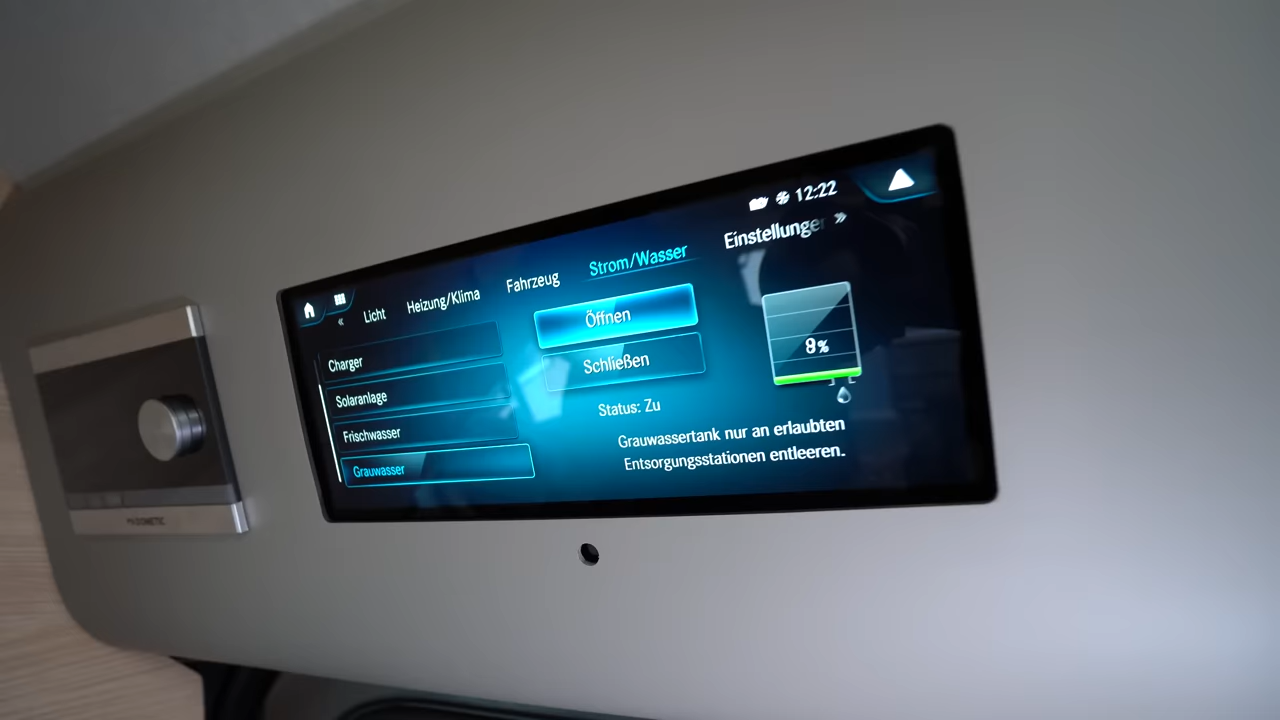 12:22
Licht
Heizung/Klima
Fahrzeug
Strom/Wasser
Einstellunge
Charger
Solaranlage
Frischwasser
Grauwasser
Öffnen
Schließen
Status: Zu
8%
Grauwassertank nur an erlaubten
Entsorgungsstationen entleeren.
DOMETIC